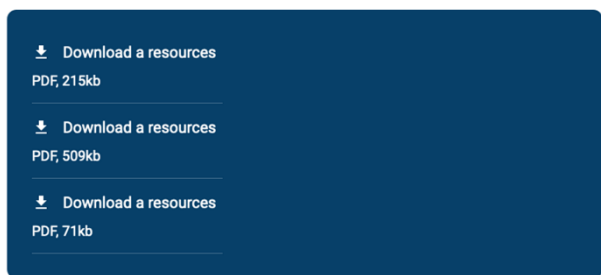 Download a resources
PDF, 215kb
Download a resources
PDF, 509kb
Download a resources
PDF, 71kb